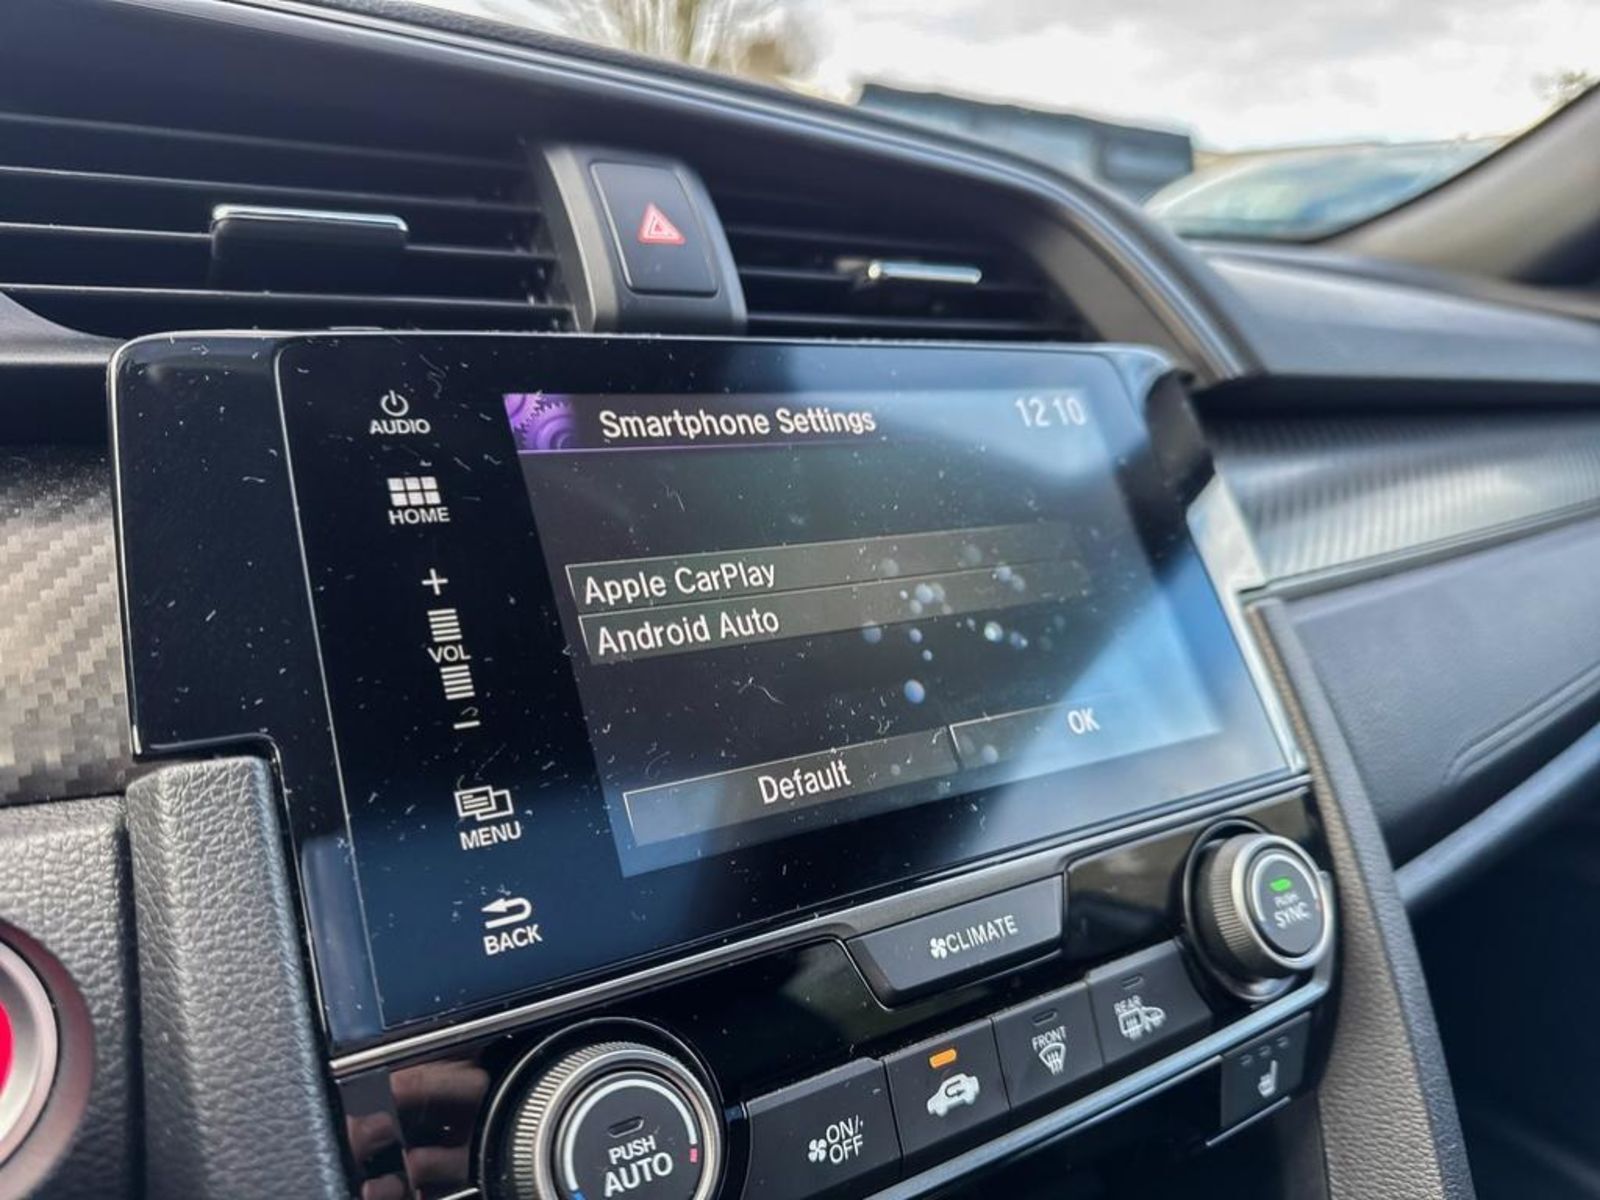 AUDIO
Smartphone Settings
12 10
HOME
Apple CarPlay
Android Auto
+
VOL
-
Default
OK
MENU
BACK
CLIMATE
PUSH
SYNC
REAR
FRONT
ON/
OFF
PUSH
AUTO